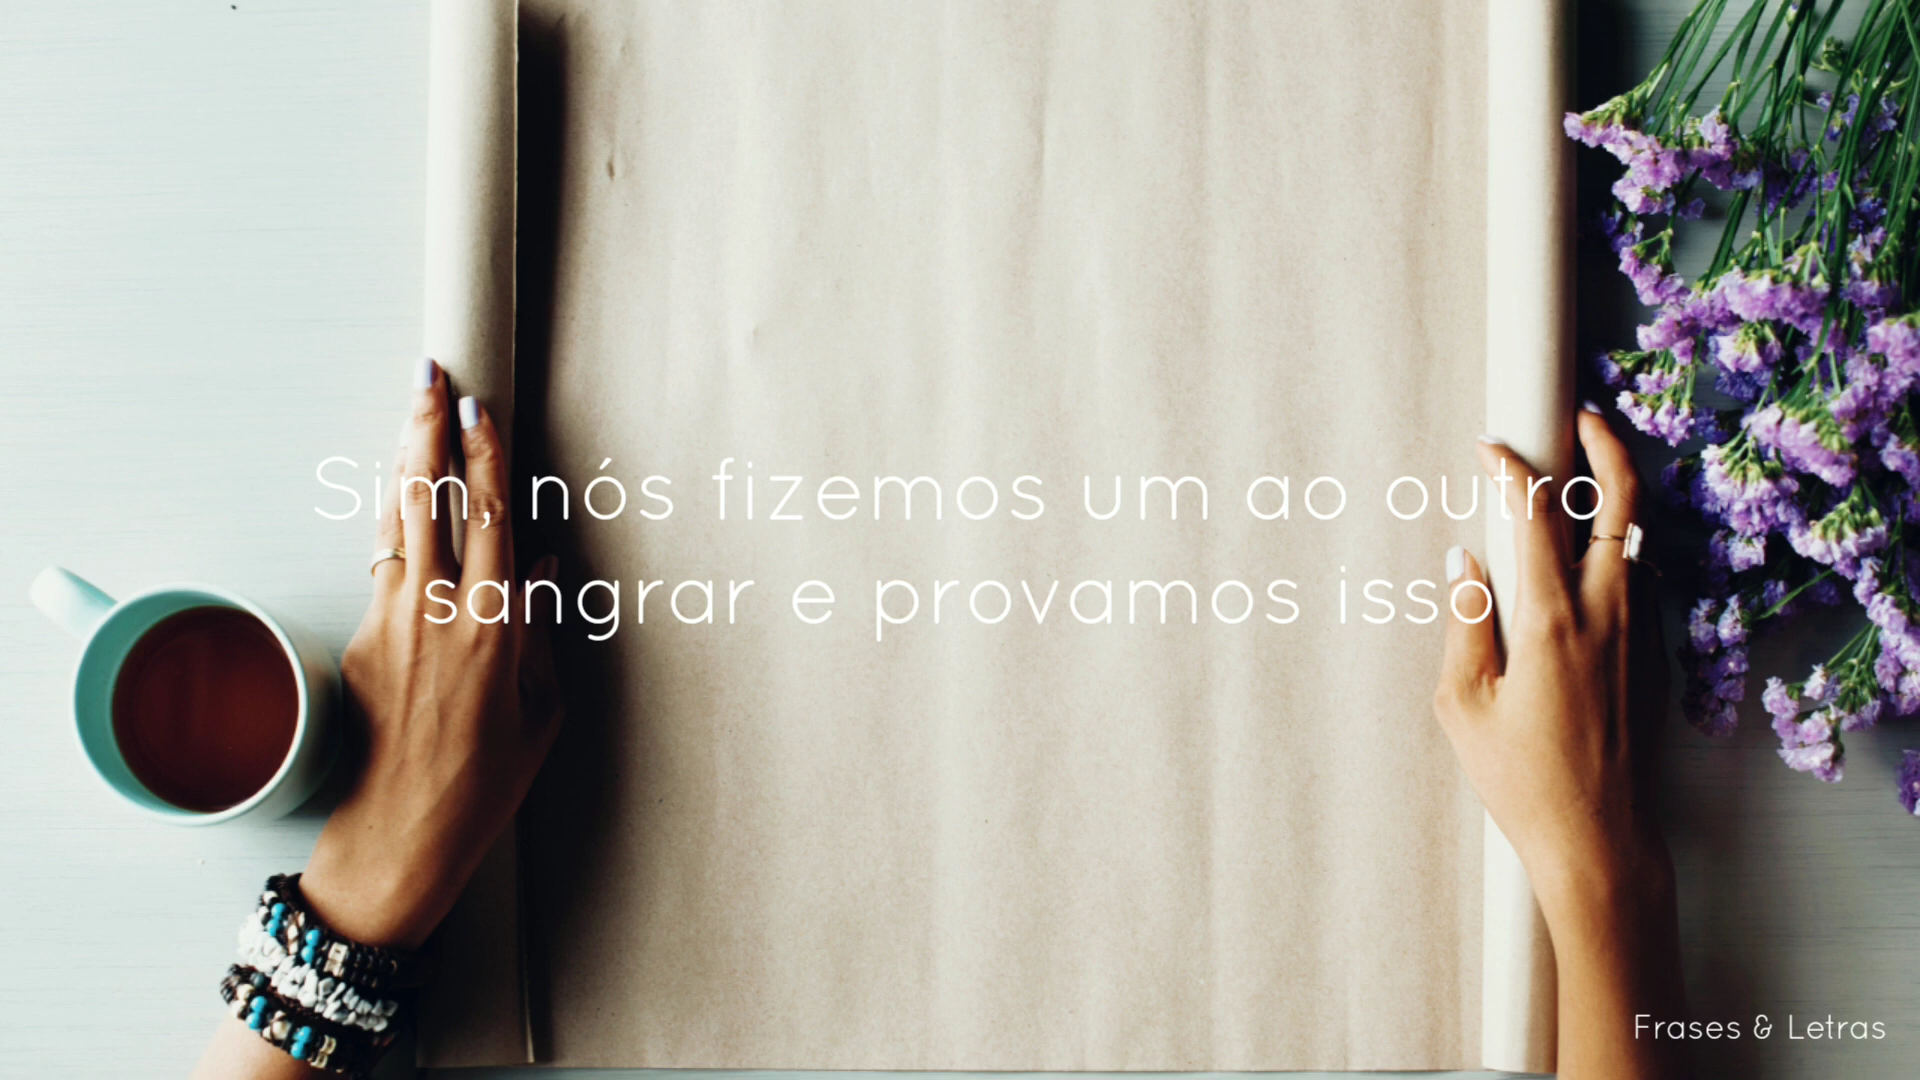 Sim, nós fizemos um ao outro
sangrar e provamos isso
Frases & Letras